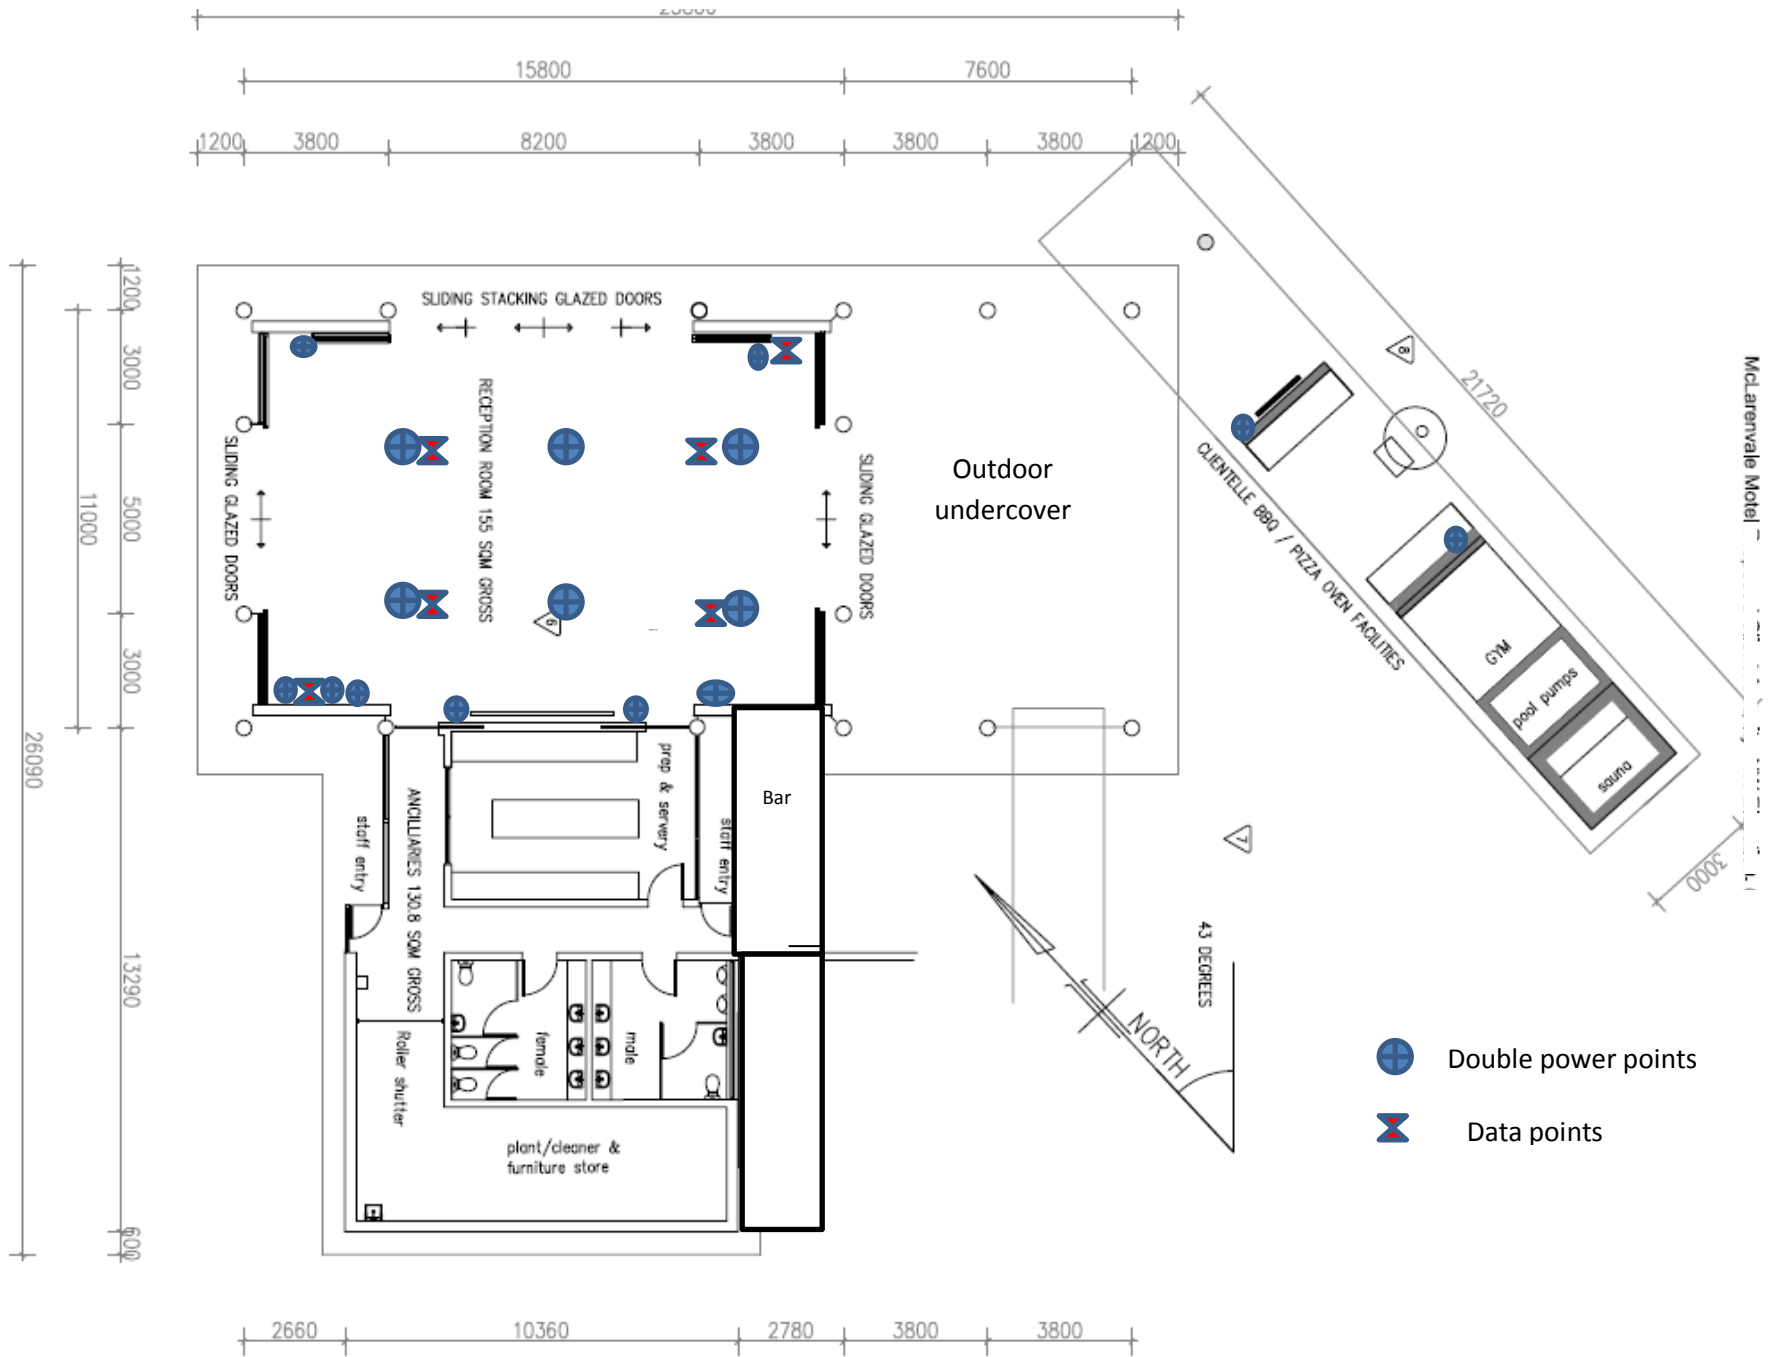 15800
7600
1200
3800
8200
3800
3800
3800
1200
1200
3000
5000
3000
11000
26090
13290
600
SLIDING STACKING GLAZED DOORS
RECEPTION ROOM 155 SQM GROSS
SLIDING GLAZED DOORS
SLIDING GLAZED DOORS
6
Outdoor
undercover
8
21720
CLIENTELLE BBQ / PIZZA OVEN FACILITIES
GYM
pool pumps
sauna
3000
McLarenvale Motel
Bar
prep & servery
staff entry
staff entry
ANCILLIARIES 130.8 SQM GROSS
Roller shutter
female
male
plant/cleaner &
furniture store
7
43 DEGREES
NORTH
Double power points
Data points
2660
10360
2780
3800
3800